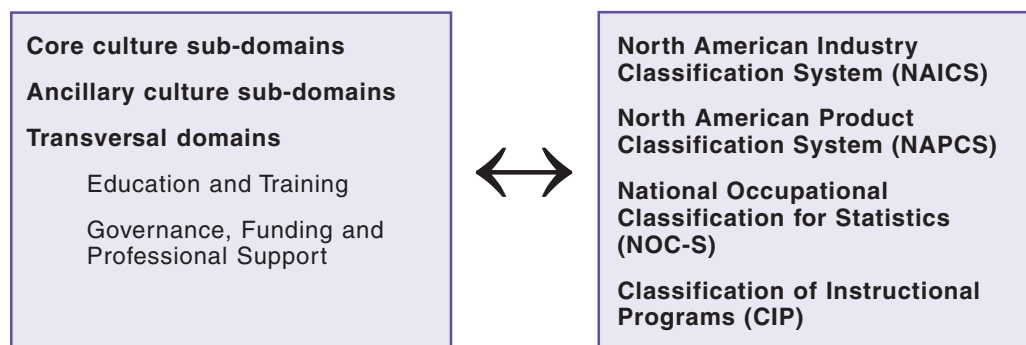 Core culture sub-domains
Ancillary culture sub-domains
Transversal domains
Education and Training
Governance, Funding and
Professional Support
North American Industry
Classification System (NAICS)
North American Product
Classification System (NAPCS)
National Occupational
Classification for Statistics
(NOC-S)
Classification of Instructional
Programs (CIP)